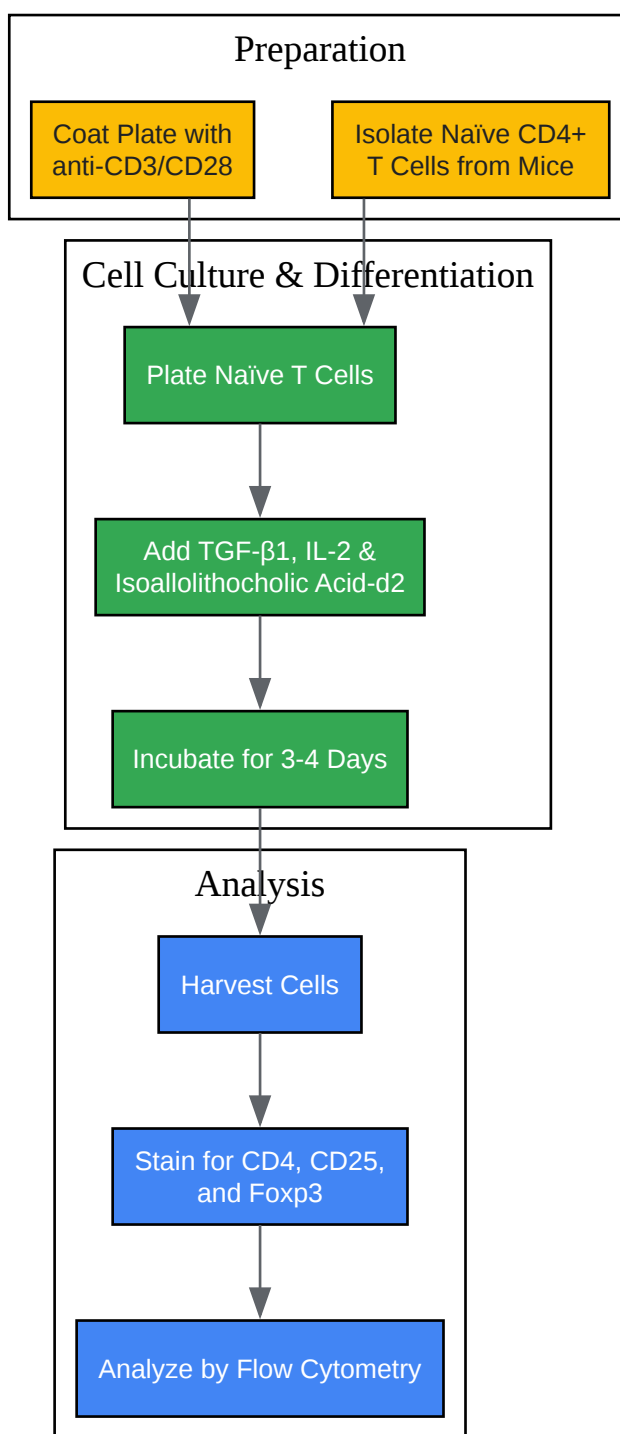 Preparation
Coat Plate with
anti-CD3/CD28
Isolate Naïve CD4+
T Cells from Mice
Cell Culture & Differentiation
Plate Naïve T Cells
Add TGF-β1, IL-2 &
Isoallolithocholic Acid-d2
Incubate for 3-4 Days
Analysis
Harvest Cells
Stain for CD4, CD25,
and Foxp3
Analyze by Flow Cytometry